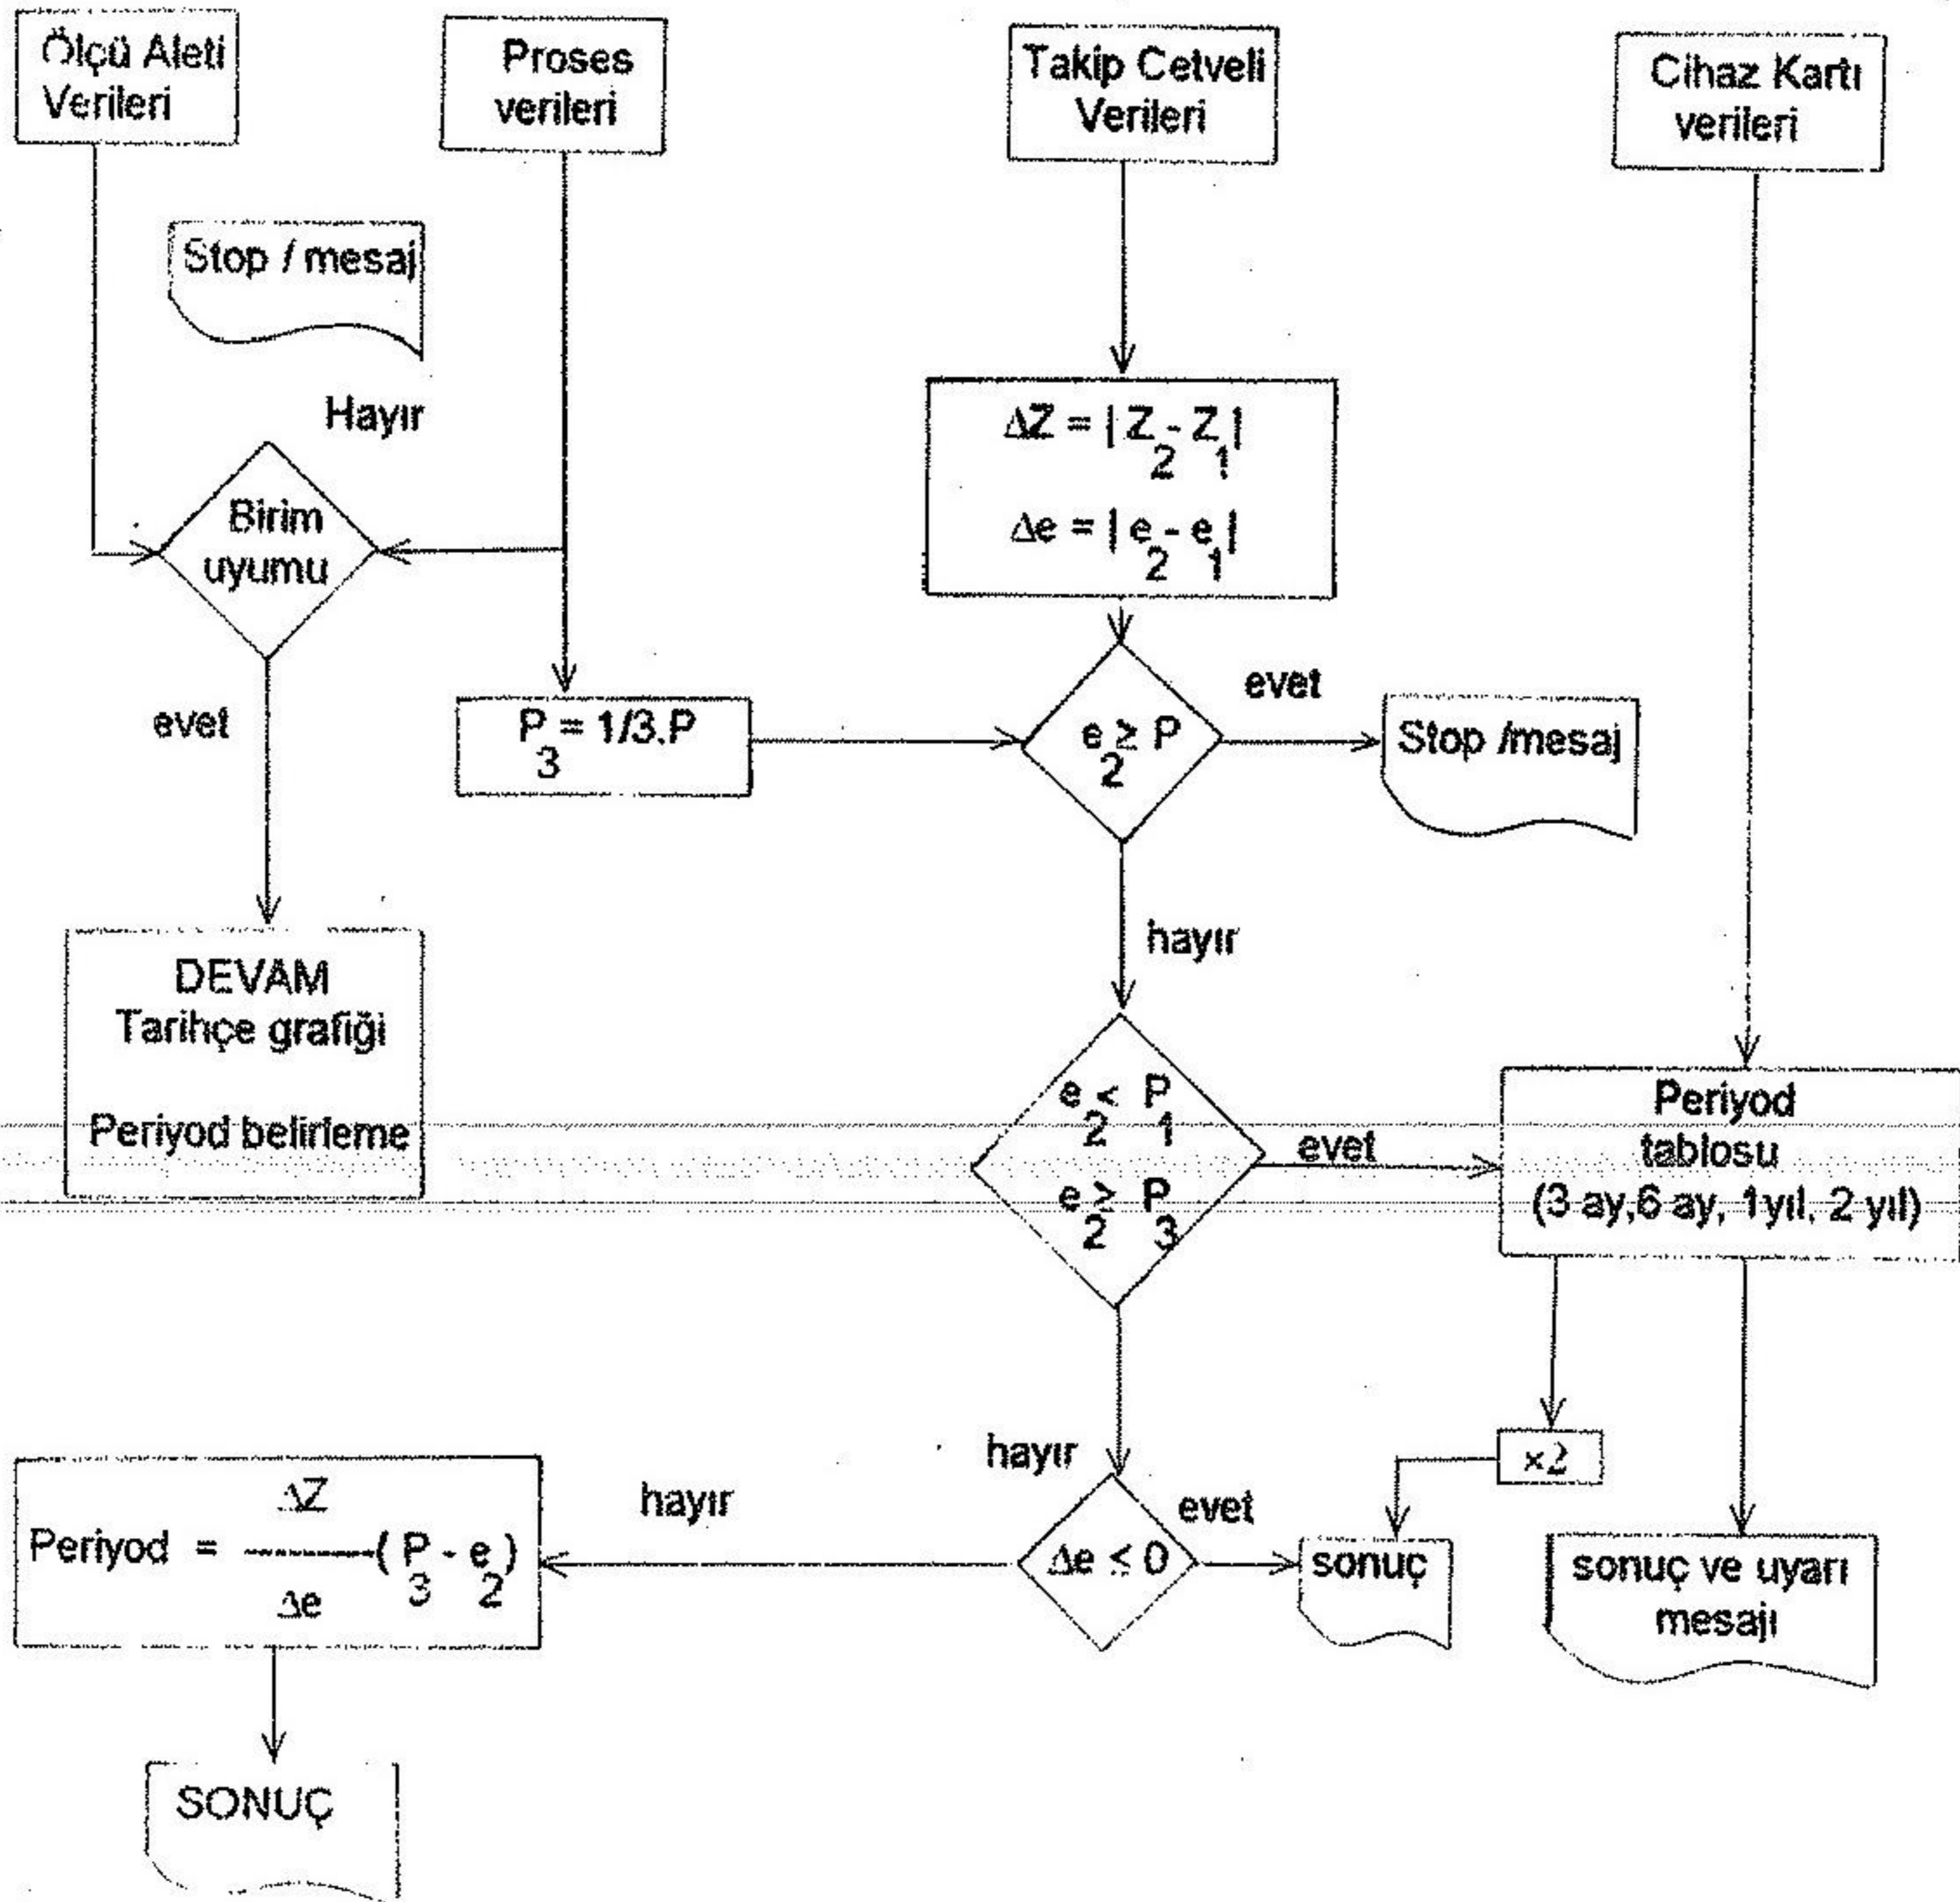 Ölçü Aleti
Verileri
Proses
verileri
Takip Cetveli
Verileri
Cihaz Kartı
verileri
Stop / mesaj
Hayır
Birim
uyumu
evet
DEVAM
Tarihçe grafiği
Periyod belirleme
P₃ = 1/3.P
ΔZ = | Z₂ - Z₁ |
Δe = | e₂ - e₁ |
e₂ ≥ P
evet
Stop /mesaj
hayır
e₂ < P₁
e₂ ≥ P₃
evet
Periyod
tablosu
(3 ay,6 ay, 1yıl, 2 yıl)
×2
hayır
Δe ≤ 0
evet
sonuç
sonuç ve uyarı
mesajı
hayır
ΔZ
Periyod = --------( P₃ - e₂ )
Δe
SONUÇ